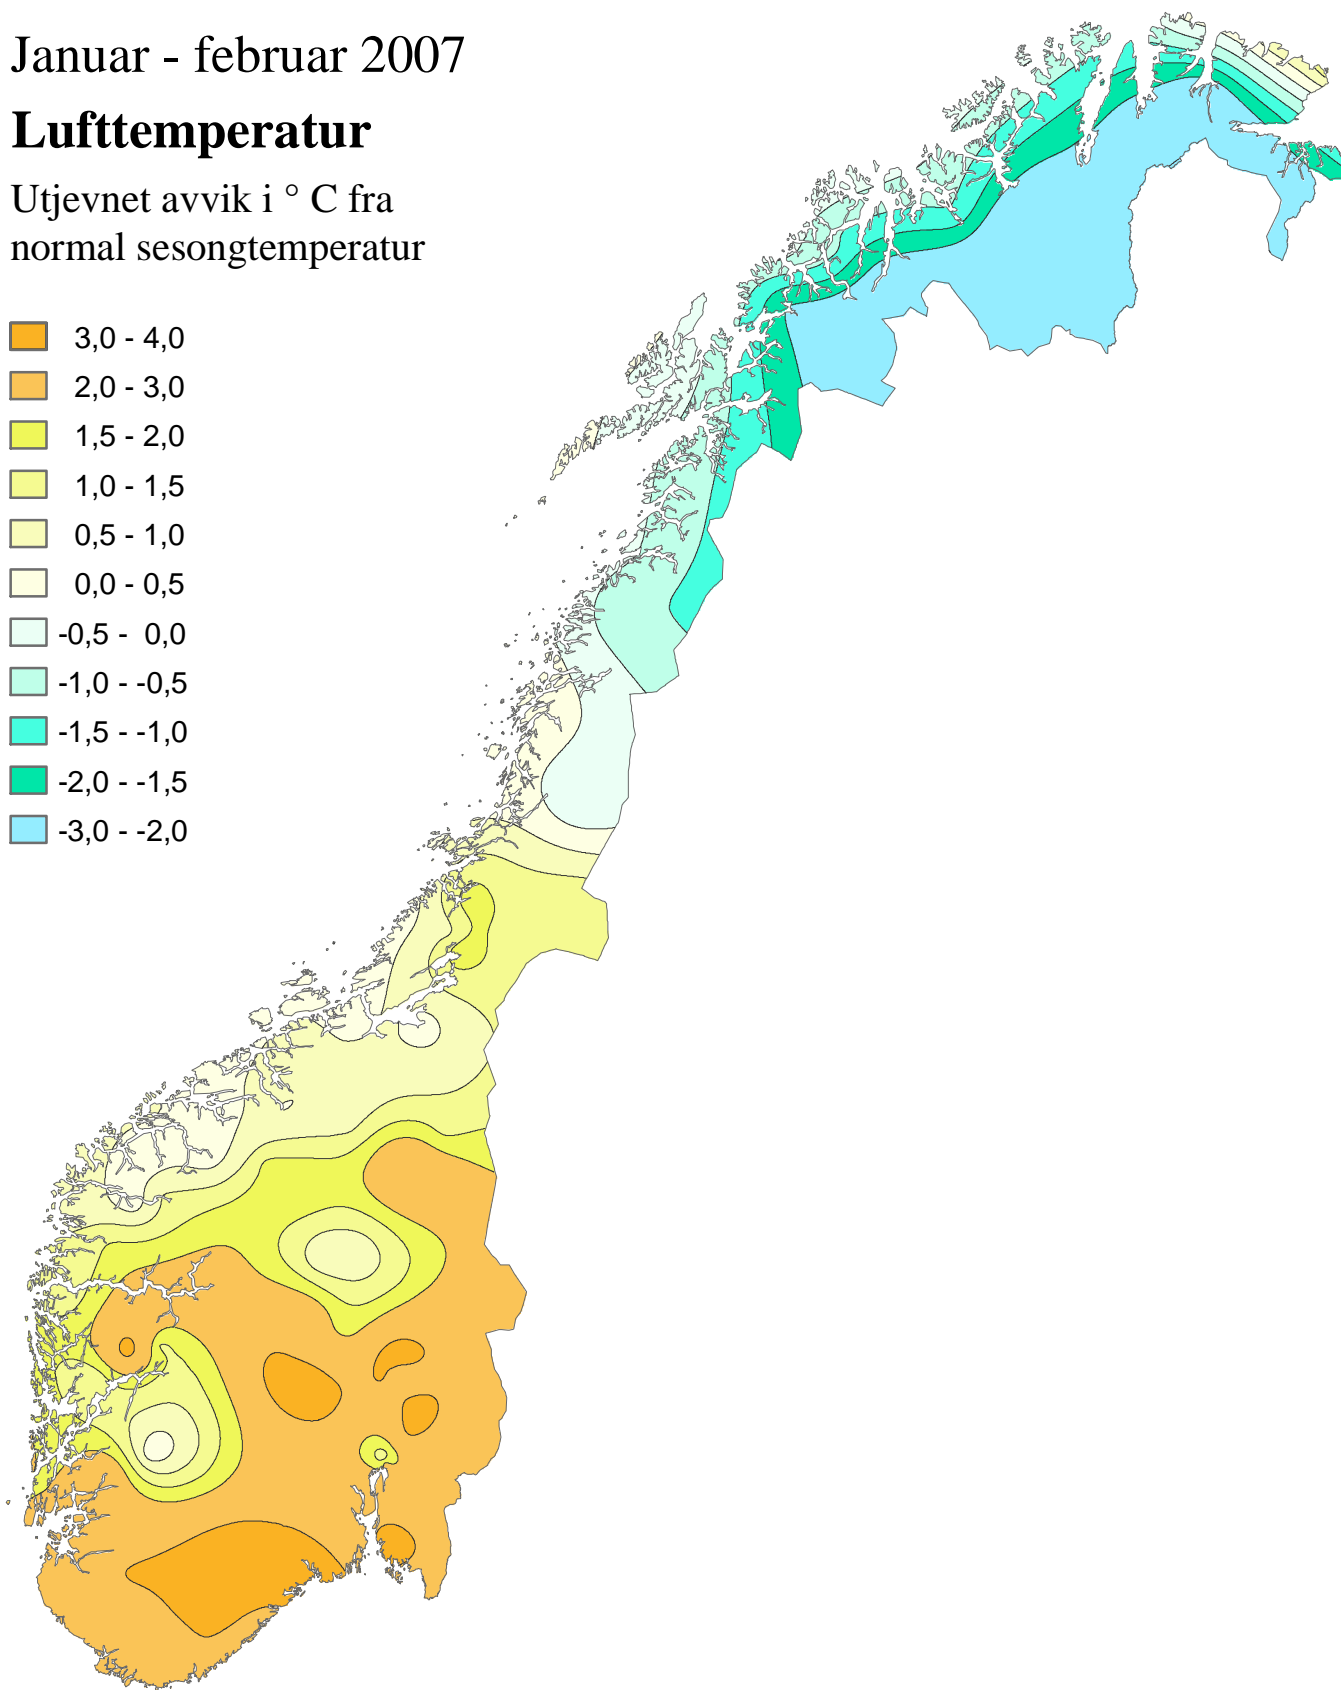 Januar - februar 2007
Lufttemperatur
Utjevnet avvik i ° C fra
normal sesongtemperatur
3,0 - 4,0
2,0 - 3,0
1,5 - 2,0
1,0 - 1,5
0,5 - 1,0
0,0 - 0,5
-0,5 - 0,0
-1,0 - -0,5
-1,5 - -1,0
-2,0 - -1,5
-3,0 - -2,0